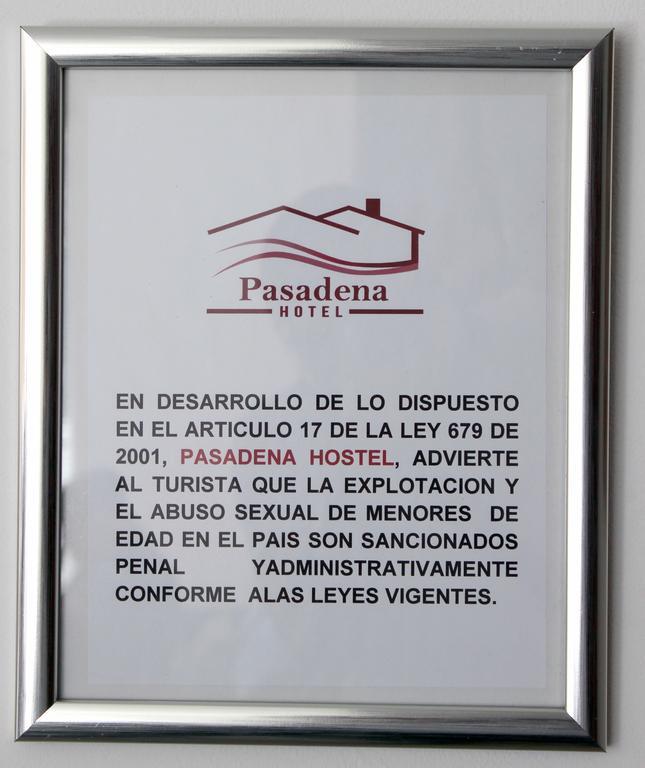 Pasadena
HOTEL
EN DESARROLLO DE LO DISPUESTO
EN EL ARTICULO 17 DE LA LEY 679 DE
2001, PASADENA HOSTEL, ADVIERTE
AL TURISTA QUE LA EXPLOTACION Y
EL ABUSO SEXUAL DE MENORES DE
EDAD EN EL PAIS SON SANCIONADOS
PENAL YADMINISTRATIVAMENTE
CONFORME ALAS LEYES VIGENTES.